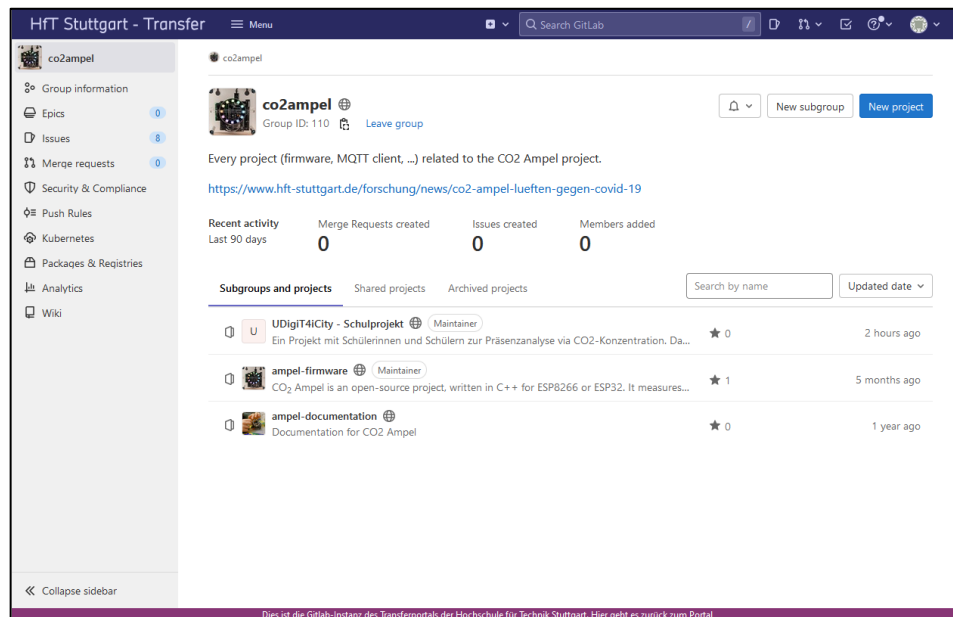 HfT Stuttgart - Transfer Menu Search GitLab /
co2ampel
Group information
Epics 0
Issues 8
Merge requests 0
Security & Compliance
Push Rules
Kubernetes
Packages & Registries
Analytics
Wiki
Collapse sidebar
co2ampel
co2ampel
Group ID: 110 Leave group
New subgroup New project
Every project (firmware, MQTT client, ...) related to the CO2 Ampel project.
https://www.hft-stuttgart.de/forschung/news/co2-ampel-lueften-gegen-covid-19
Recent activity Merge Requests created Issues created Members added
Last 90 days 0 0 0
Subgroups and projects Shared projects Archived projects Search by name Updated date
U UDigiT4iCity - Schulprojekt Maintainer 0 2 hours ago
Ein Projekt mit Schülerinnen und Schülern zur Präsenzanalyse via CO2-Konzentration. Da...
ampel-firmware Maintainer 1 5 months ago
CO₂ Ampel is an open-source project, written in C++ for ESP8266 or ESP32. It measures...
ampel-documentation 0 1 year ago
Documentation for CO2 Ampel
Dies ist die Gitlab-Instanz des Transferportals der Hochschule für Technik Stuttgart. Hier geht es zurück zum Portal